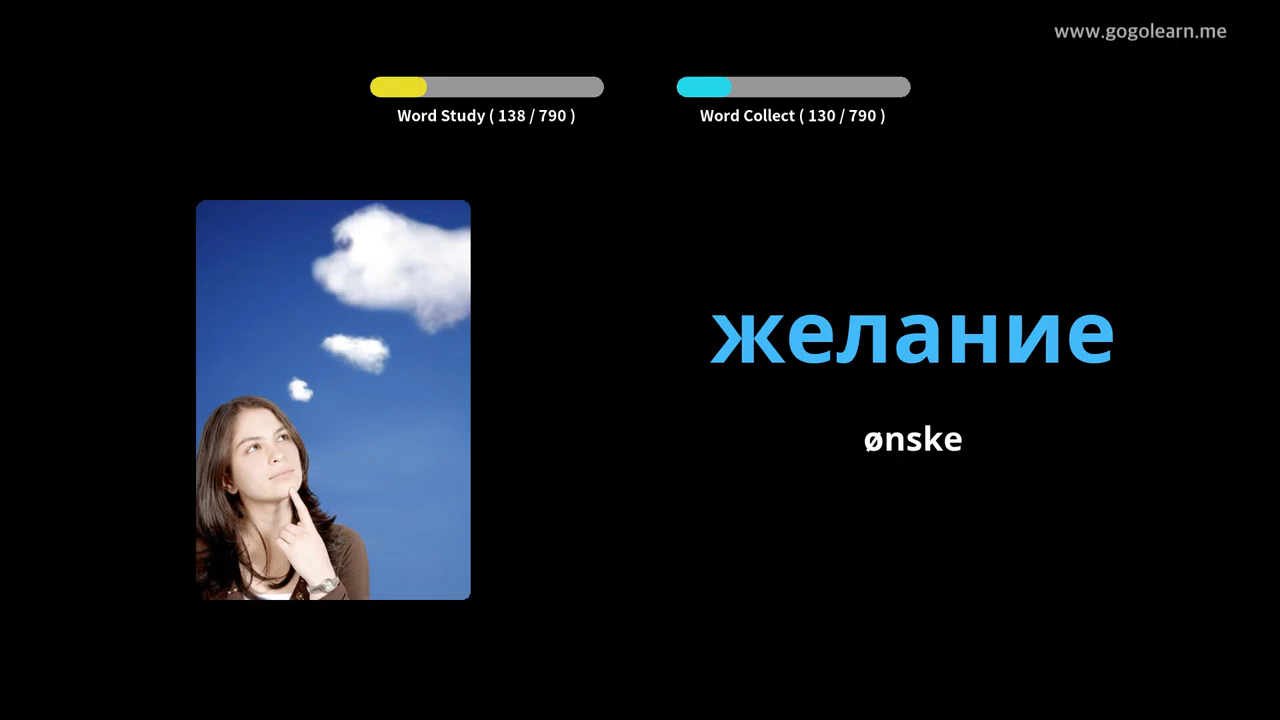 www.gogolearn.me
Word Study ( 138 / 790 )
Word Collect ( 130 / 790 )
желание
ønske